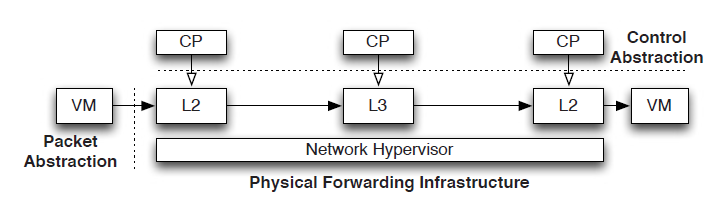 CP
CP
CP
Control
Abstraction
VM
L2
L3
L2
VM
Packet
Abstraction
Network Hypervisor
Physical Forwarding Infrastructure